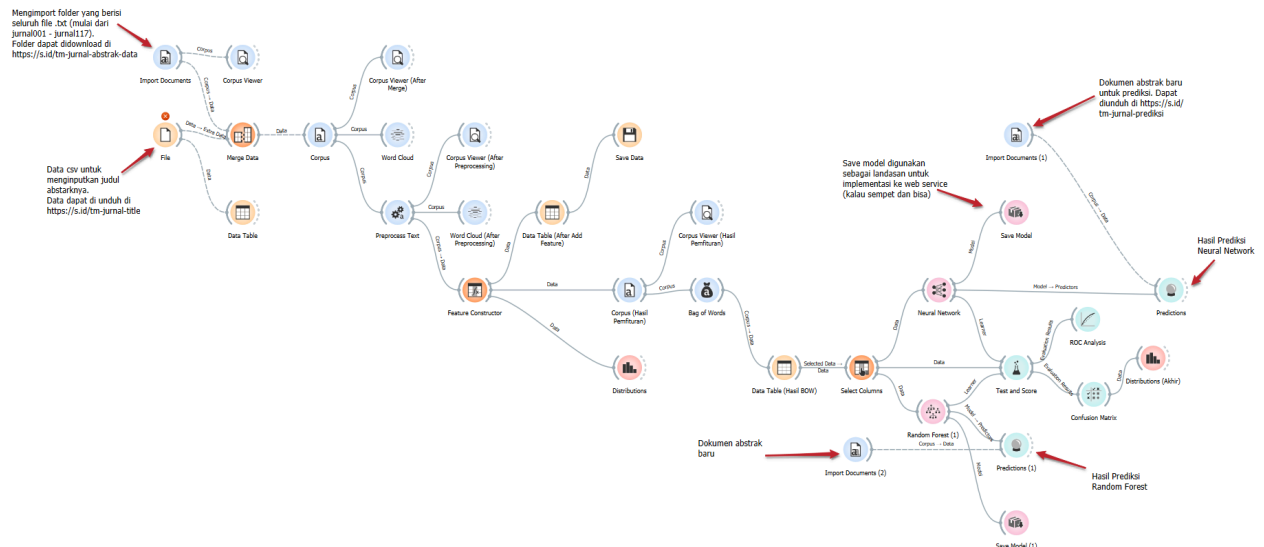 Mengimport folder yang berisi
seluruh file .txt (mulai dari
jurnal001 - jurnal117).
Folder dapat didownload di
https://s.id/tm-jurnal-abstrak-data
Import Documents
Corpus
Corpus Viewer
Corpus → Data
File
Data → Extra Data
Merge Data
Data
Data csv untuk
menginputkan judul
abstarknya.
Data dapat di unduh di
https://s.id/tm-jurnal-title
Data
Data Table
Corpus
Corpus
Corpus Viewer (After
Merge)
Corpus
Word Cloud
Corpus
Preprocess Text
Corpus
Corpus Viewer (After
Preprocessing)
Corpus
Word Cloud (After
Preprocessing)
Corpus → Data
Feature Constructor
Data
Data Table (After Add
Feature)
Data
Save Data
Data
Corpus (Hasil
Pemfituran)
Data
Distributions
Corpus
Corpus Viewer (Hasil
Pemfituran)
Corpus
Bag of Words
Corpus → Data
Data Table (Hasil BOW)
Selected Data →
Data
Select Columns
Data
Neural Network
Data
Data
Random Forest (1)
Model
Save Model
Save model digunakan
sebagai landasan untuk
implementasi ke web service
(kalau sempet dan bisa)
Dokumen abstrak baru
untuk prediksi. Dapat
diunduh di https://s.id/
tm-jurnal-prediksi
Import Documents (1)
Corpus → Data
Model → Predictors
Predictions
Hasil Prediksi
Neural Network
Learner
Learner
Test and Score
Evaluation Results
ROC Analysis
Evaluation Results
Confusion Matrix
Data
Distributions (Akhir)
Model → Predictors
Dokumen abstrak
baru
Import Documents (2)
Corpus → Data
Predictions (1)
Hasil Prediksi
Random Forest
Model
Save Model (1)